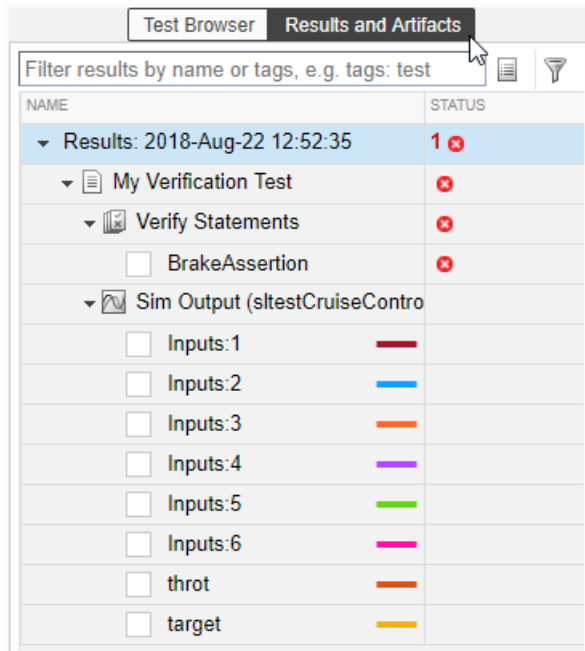 Test Browser Results and Artifacts
Filter results by name or tags, e.g. tags: test
NAME STATUS
Results: 2018-Aug-22 12:52:35 1
My Verification Test
Verify Statements
BrakeAssertion
Sim Output (sltestCruiseContro
Inputs:1
Inputs:2
Inputs:3
Inputs:4
Inputs:5
Inputs:6
throt
target